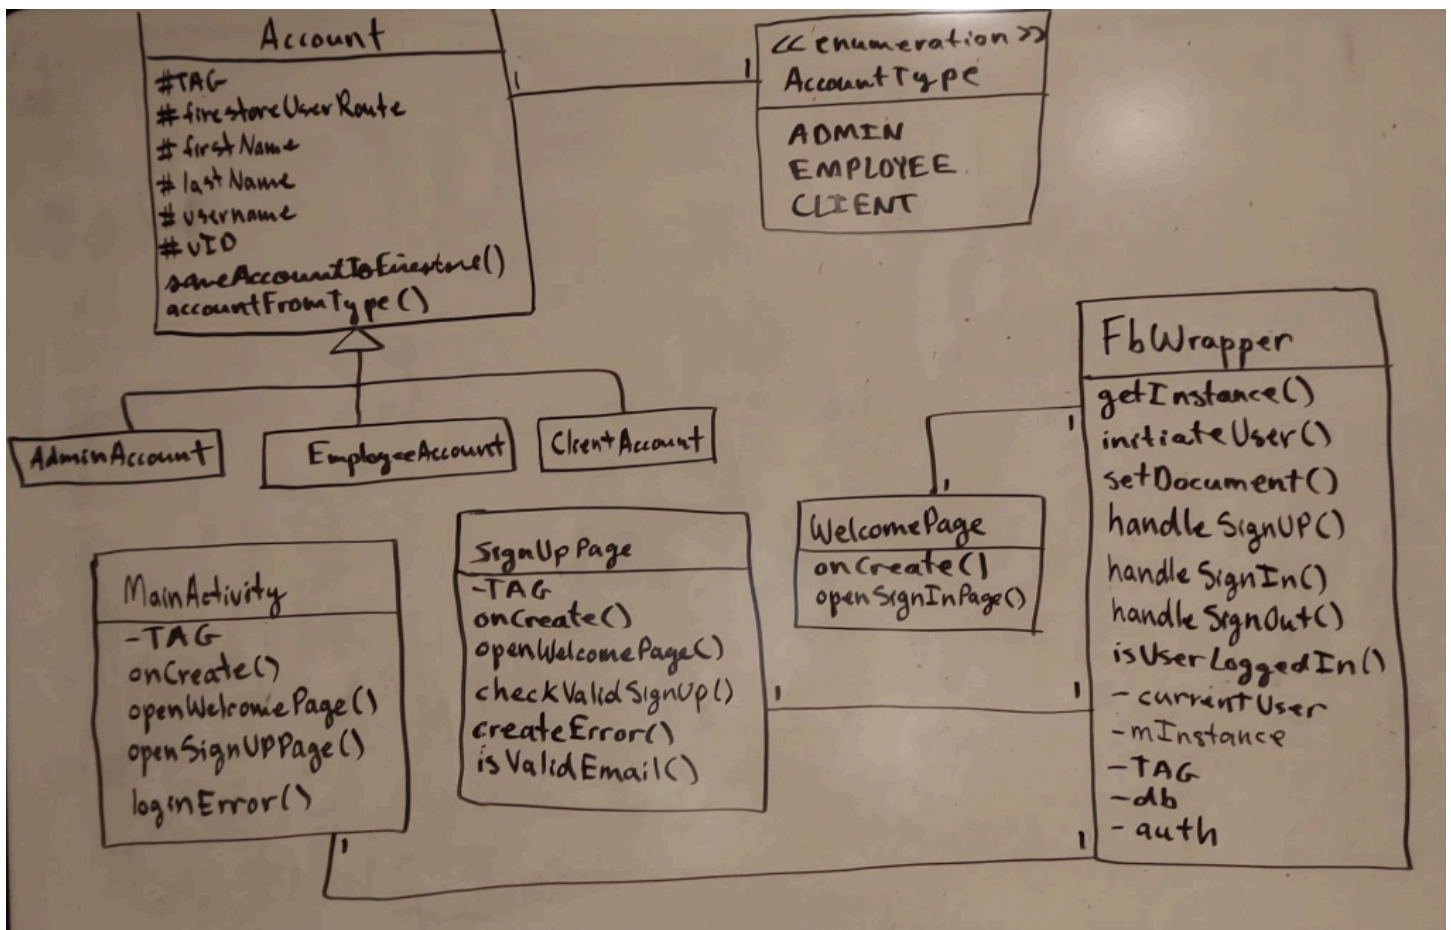 Account
#TAG
#firestoreUserRoute
#firstName
#lastName
#username
#uID
saveAccountToFirestore()
accountFromType()
1
1
<<enumeration>>
AccountType
ADMIN
EMPLOYEE
CLIENT
AdminAccount
EmployeeAccount
ClientAccount
MainActivity
-TAG
onCreate()
openWelcomePage()
openSignUPPage()
loginError()
1
SignUpPage
-TAG
onCreate()
openWelcomePage()
checkValidSignUp()
createError()
isValidEmail()
1
WelcomePage
onCreate()
openSignInPage()
1
FbWrapper
getInstance()
initiateUser()
setDocument()
handleSignUP()
handleSignIn()
handleSignOut()
isUserLoggedIn()
-currentUser
-mInstance
-TAG
-db
-auth
1
1
1